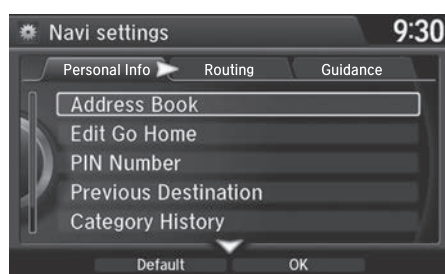 Navi settings 9:30
Personal Info Routing Guidance
Address Book
Edit Go Home
PIN Number
Previous Destination
Category History
Default OK